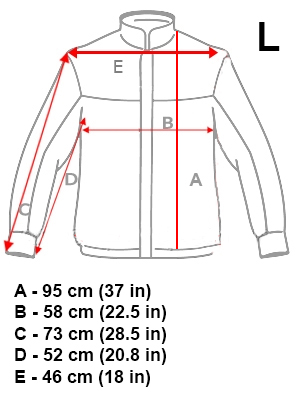 L
E
B
D
A
C
A - 95 cm (37 in)
B - 58 cm (22.5 in)
C - 73 cm (28.5 in)
D - 52 cm (20.8 in)
E - 46 cm (18 in)